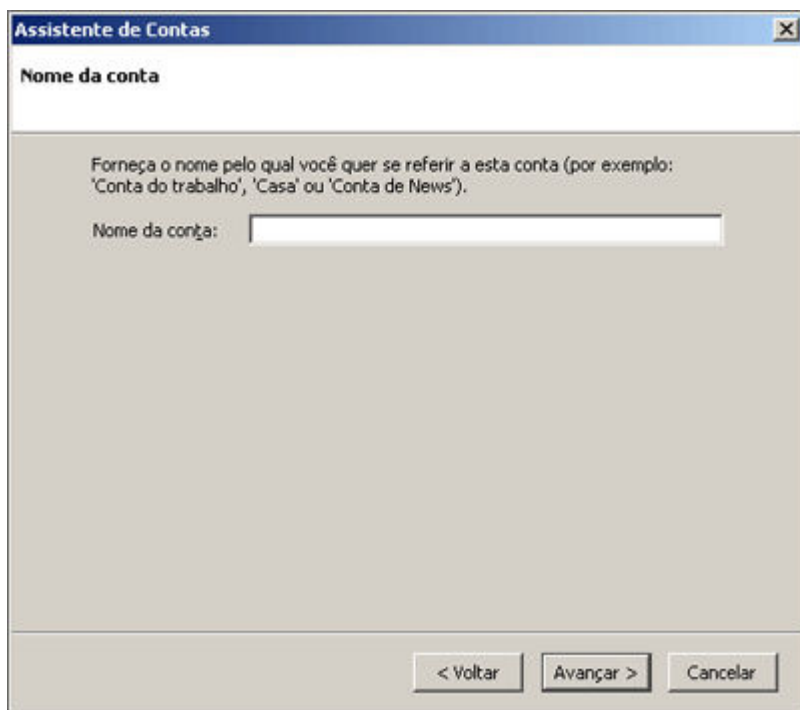 Assistente de Contas
Nome da conta
Forneça o nome pelo qual você quer se referir a esta conta (por exemplo:
'Conta do trabalho', 'Casa' ou 'Conta de News').
Nome da conta:
< Voltar
Avançar >
Cancelar